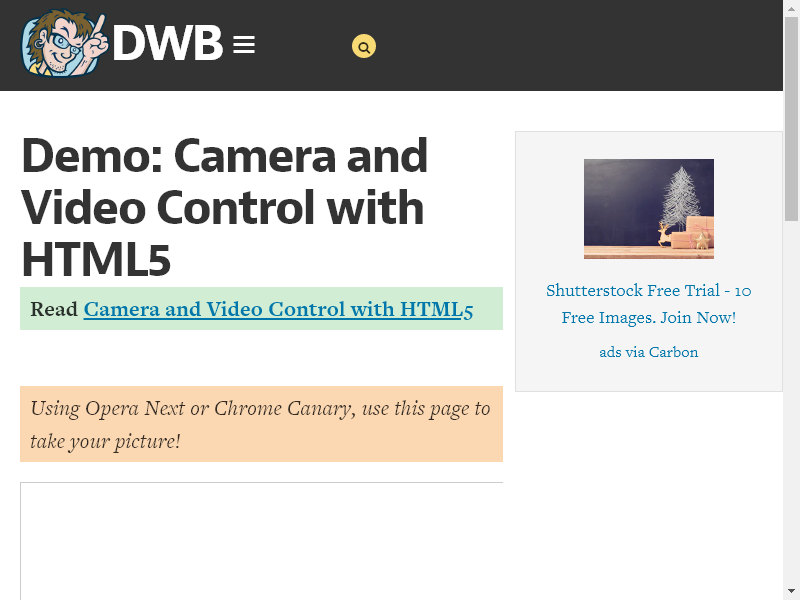 DWB
Demo: Camera and
Video Control with
HTML5
Read Camera and Video Control with HTML5
Using Opera Next or Chrome Canary, use this page to
take your picture!
Shutterstock Free Trial - 10
Free Images. Join Now!
ads via Carbon